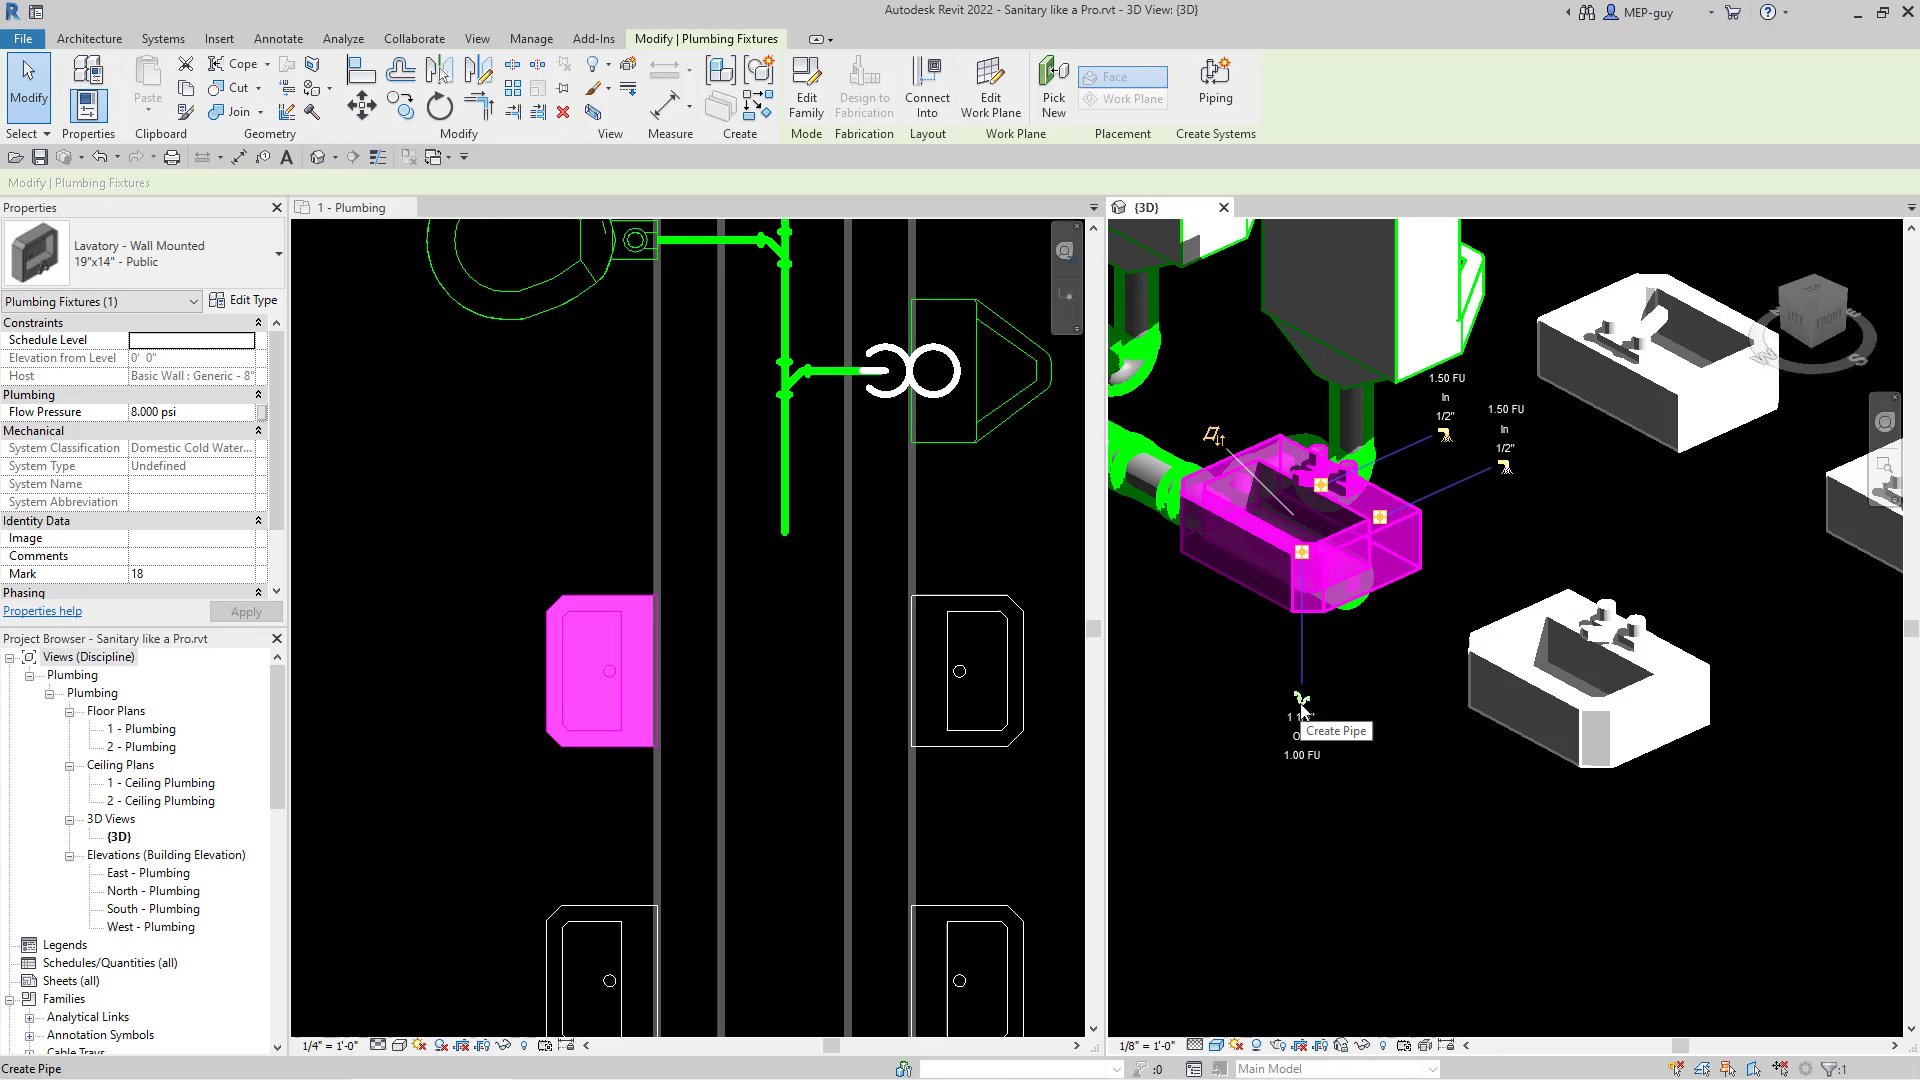 Autodesk Revit 2022 - Sanitary like a Pro.rvt - 3D View: {3D}
MEP-guy
File
Architecture
Systems
Insert
Annotate
Analyze
Collaborate
View
Manage
Add-Ins
Modify | Plumbing Fixtures
Modify
Paste
Cope
Cut
Join
Edit Family
Design to Fabrication
Connect Into
Edit Work Plane
Pick New
Face
Work Plane
Piping
Select
Properties
Clipboard
Geometry
Modify
View
Measure
Create
Mode
Fabrication
Layout
Work Plane
Placement
Create Systems
Modify | Plumbing Fixtures
Properties
Lavatory - Wall Mounted
19"x14" - Public
Plumbing Fixtures (1)
Edit Type
Constraints
Schedule Level
Elevation from Level 0' 0"
Host Basic Wall : Generic - 8"
Plumbing
Flow Pressure 8.000 psi
Mechanical
System Classification Domestic Cold Water...
System Type Undefined
System Name
System Abbreviation
Identity Data
Image
Comments
Mark 18
Phasing
Properties help
Apply
Project Browser - Sanitary like a Pro.rvt
Views (Discipline)
Plumbing
Plumbing
Floor Plans
1 - Plumbing
2 - Plumbing
Ceiling Plans
1 - Ceiling Plumbing
2 - Ceiling Plumbing
3D Views
{3D}
Elevations (Building Elevation)
East - Plumbing
North - Plumbing
South - Plumbing
West - Plumbing
Legends
Schedules/Quantities (all)
Sheets (all)
Families
Analytical Links
Annotation Symbols
Cable Trays
1 - Plumbing
1/4" = 1'-0"
{3D}
TOP
LEFT
FRONT
W
S
1.50 FU
In
1/2"
1.50 FU
In
1/2"
Create Pipe
1.00 FU
1/8" = 1'-0"
Create Pipe
:0
Main Model
:1